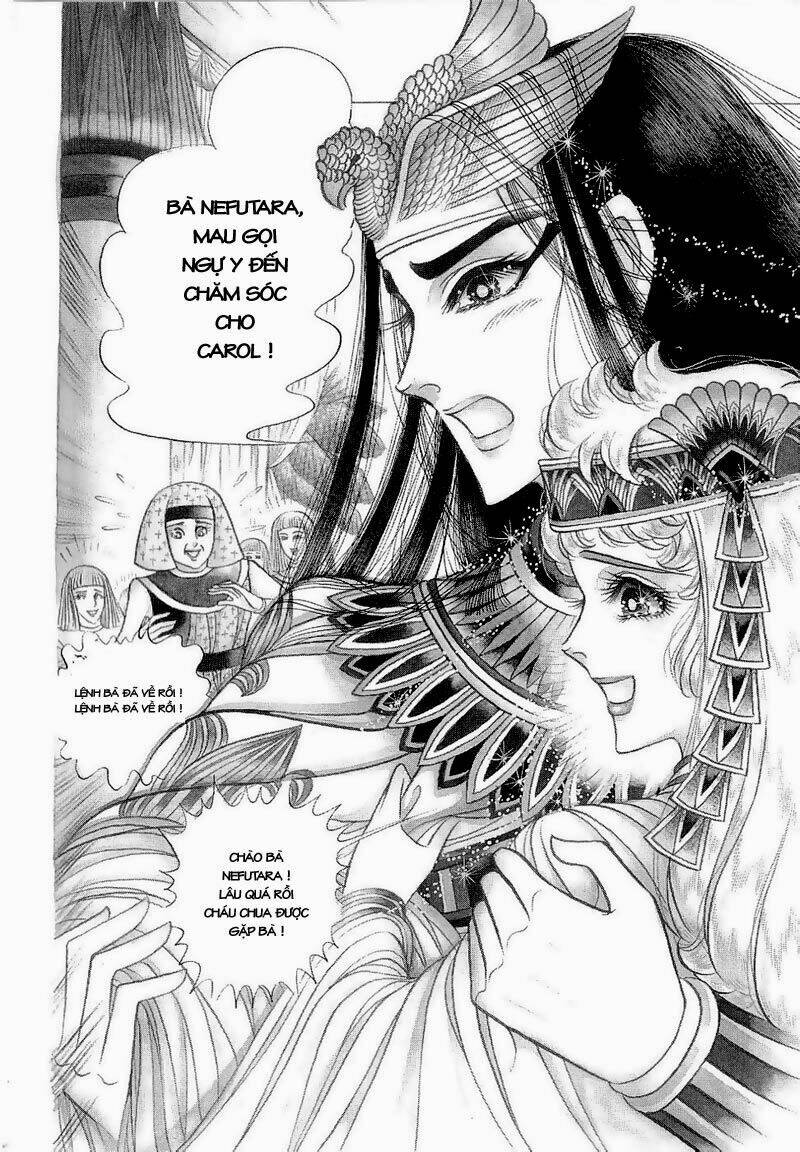 BÀ NEFUTARA,
MAU GỌI
NGỰ Y ĐẾN
CHĂM SÓC
CHO
CAROL !
LỆNH BÀ ĐÃ VỀ RỒI !
LỆNH BÀ ĐÃ VỀ RỒI !
CHÀO BÀ
NEFUTARA !
LÂU QUÁ RỒI
CHÁU CHUA ĐƯỢC
GẶP BÀ !